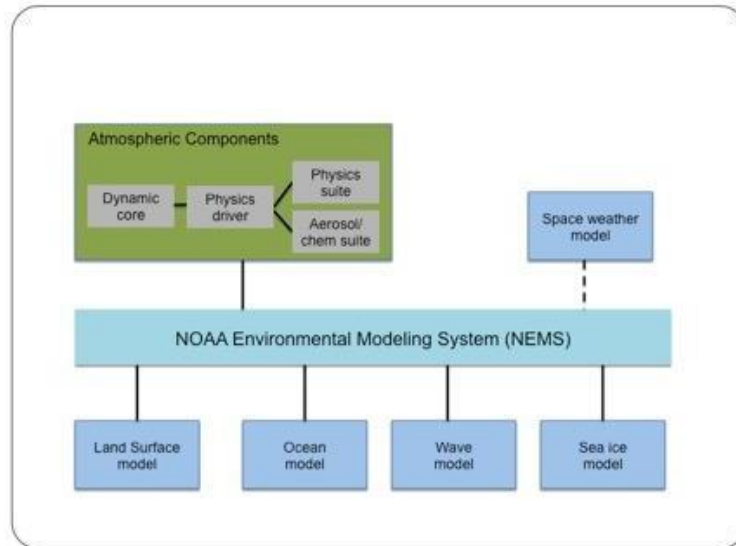 Atmospheric Components
Dynamic
core
Physics
driver
Physics
suite
Aerosol/
chem suite
Space weather
model
NOAA Environmental Modeling System (NEMS)
Land Surface
model
Ocean
model
Wave
model
Sea ice
model